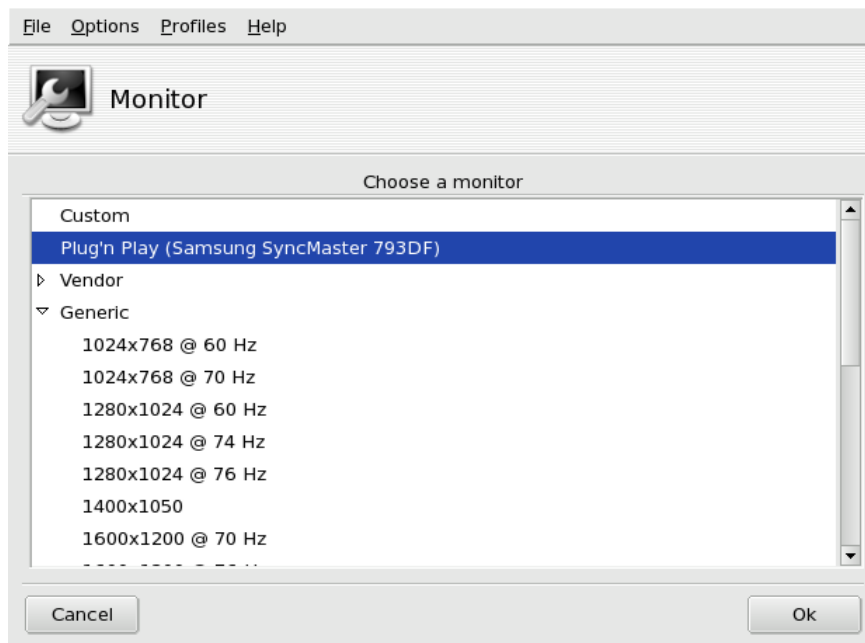 File Options Profiles Help
Monitor
Choose a monitor
Custom
Plug'n Play (Samsung SyncMaster 793DF)
Vendor
Generic
1024x768 @ 60 Hz
1024x768 @ 70 Hz
1280x1024 @ 60 Hz
1280x1024 @ 74 Hz
1280x1024 @ 76 Hz
1400x1050
1600x1200 @ 70 Hz
Cancel Ok